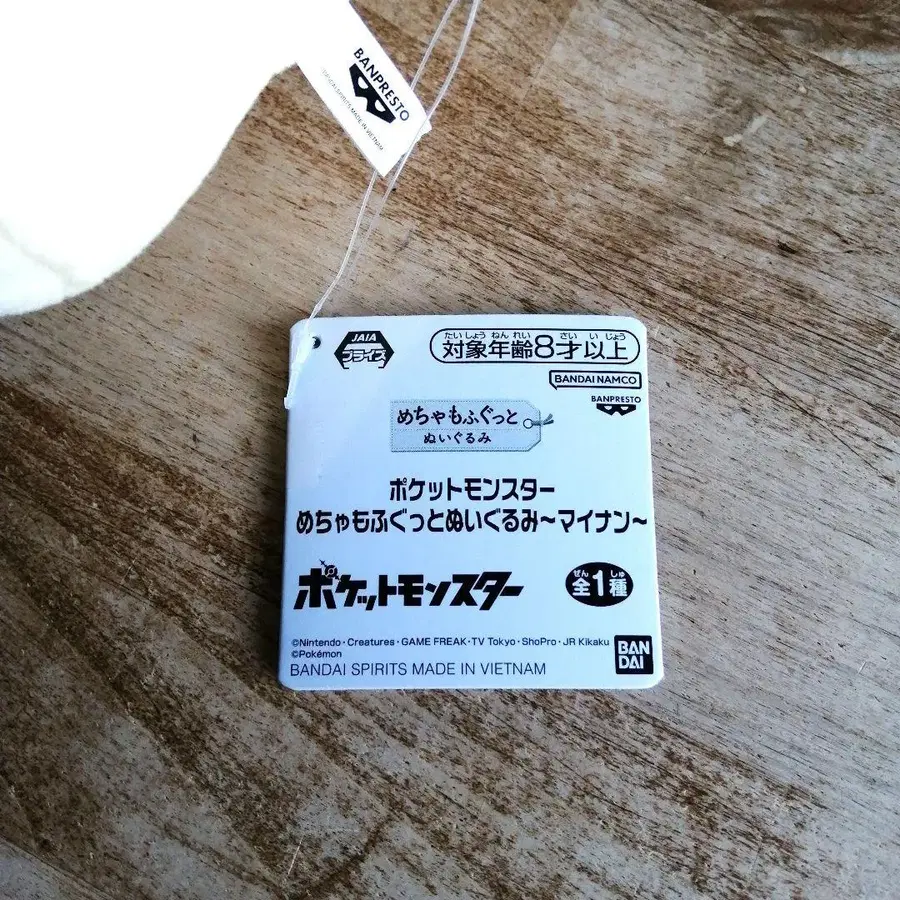 BANPRESTO
BANDAI SPIRITS MADE IN VIETNAM
JAIA
プライズ
たいしょう ねん れい さい い じょう
対象年齢8才以上
BANDAI NAMCO
BANPRESTO
めちゃもふぐっと
ぬいぐるみ
ポケットモンスター
めちゃもふぐっとぬいぐるみ~マイナン~
ポケットモンスター
ぜん しゅ
全1種
©Nintendo・Creatures・GAME FREAK・TV Tokyo・ShoPro・JR Kikaku
©Pokémon
BANDAI SPIRITS MADE IN VIETNAM
BAN
DAI